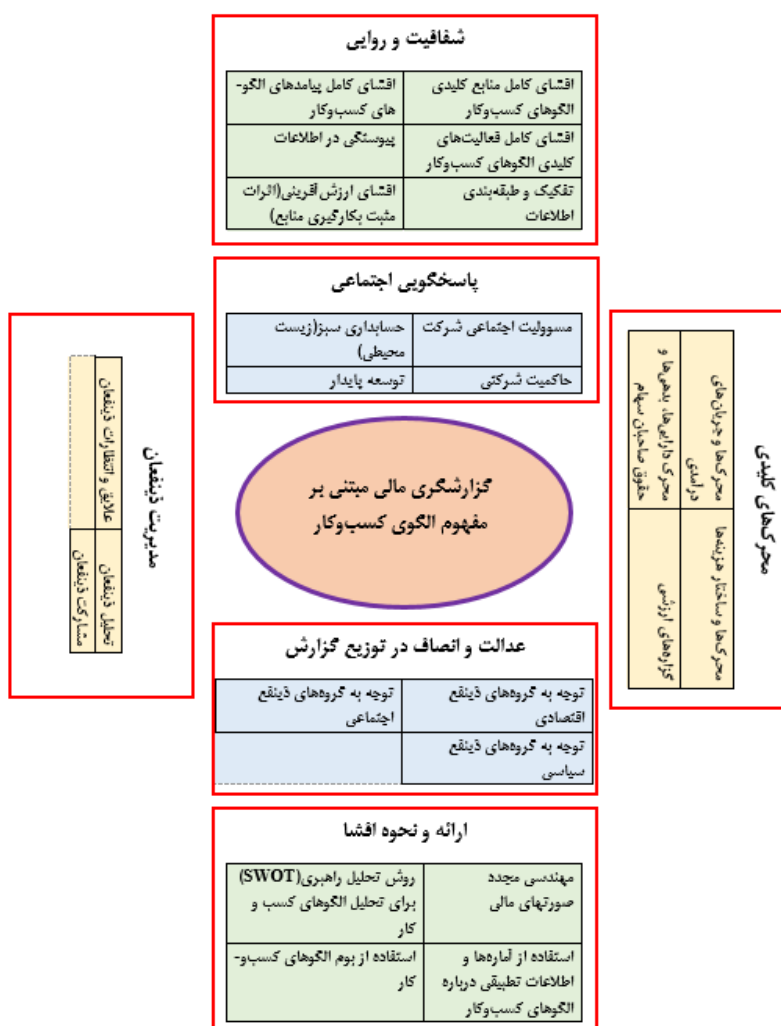 شفافیت و روایی
افشای کامل منابع کلیدی
الگوهای کسب‌وکار
افشای کامل پیامدهای الگو-
های کسب‌وکار
افشای کامل فعالیت‌های
کلیدی الگوهای کسب‌وکار
پیوستگی در اطلاعات
تفکیک و طبقه‌بندی
اطلاعات
افشای ارزش‌آفرینی(اثرات
مثبت بکارگیری منابع)
پاسخگویی اجتماعی
مسوولیت اجتماعی شرکت
حسابداری سبز(زیست
محیطی)
حاکمیت شرکتی
توسعه پایدار
محرک‌های کلیدی
محرک‌ها و جریان‌های
درآمدی
محرک دارایی‌ها، بدهی‌ها و
حقوق صاحبان سهام
محرک‌ها و ساختار هزینه‌ها
گزاره‌های ارزشی
گزارشگری مالی مبتنی بر
مفهوم الگوی کسب‌وکار
مدیریت ذینفعان
علایق و انتظارات ذینفعان
تحلیل ذینفعان
مشارکت ذینفعان
عدالت و انصاف در توزیع گزارش
توجه به گروه‌های ذینفع
اقتصادی
توجه به گروه‌های ذینفع
اجتماعی
توجه به گروه‌های ذینفع
سیاسی
ارائه و نحوه افشا
مهندسی مجدد
صورتهای مالی
روش تحلیل راهبری(SWOT)
برای تحلیل الگوهای کسب و
کار
استفاده از آماره‌ها و
اطلاعات تطبیقی درباره
الگوهای کسب‌وکار
استفاده از بوم الگوهای کسب‌و-
کار